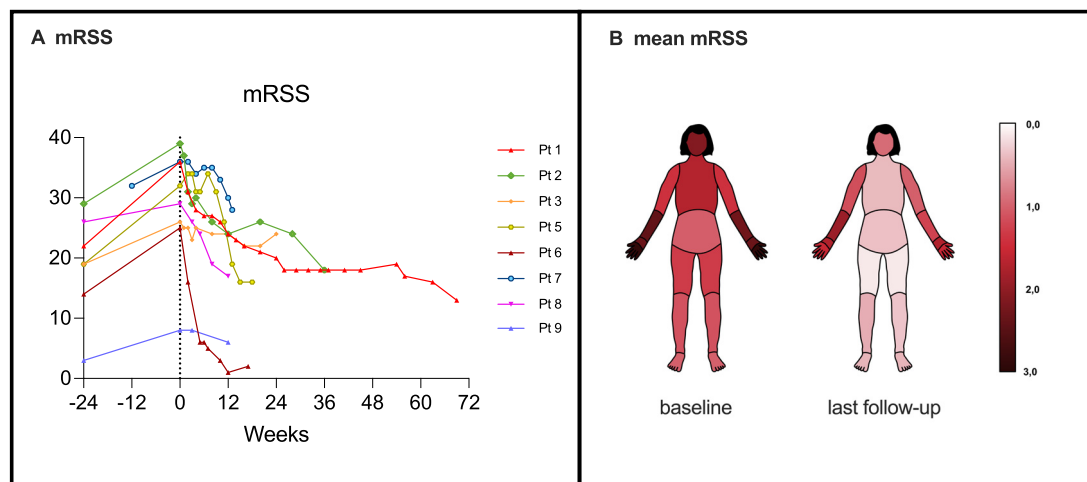 A mRSS
mRSS
40
30
20
10
0
-24 -12 0 12 24 36 48 60 72
Weeks
Pt 1
Pt 2
Pt 3
Pt 5
Pt 6
Pt 7
Pt 8
Pt 9
B mean mRSS
baseline
last follow-up
0,0
1,0
2,0
3,0